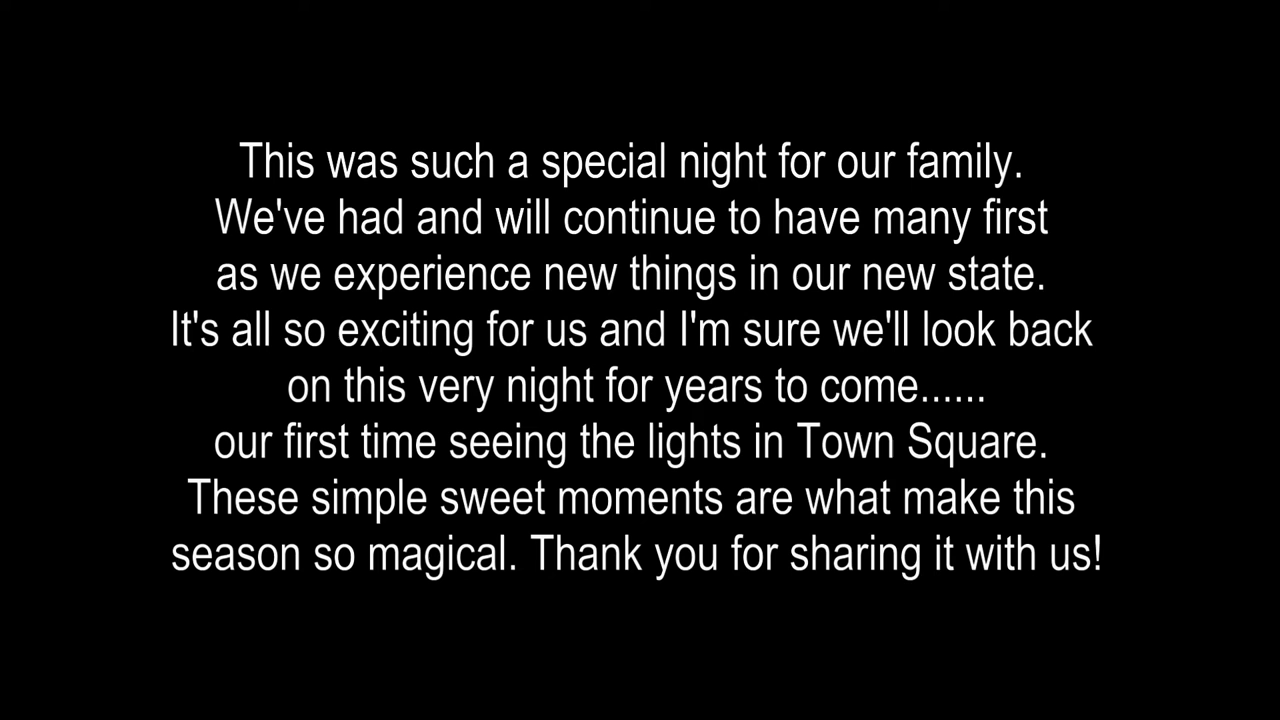 This was such a special night for our family.
We've had and will continue to have many first
as we experience new things in our new state.
It's all so exciting for us and I'm sure we'll look back
on this very night for years to come......
our first time seeing the lights in Town Square.
These simple sweet moments are what make this
season so magical. Thank you for sharing it with us!